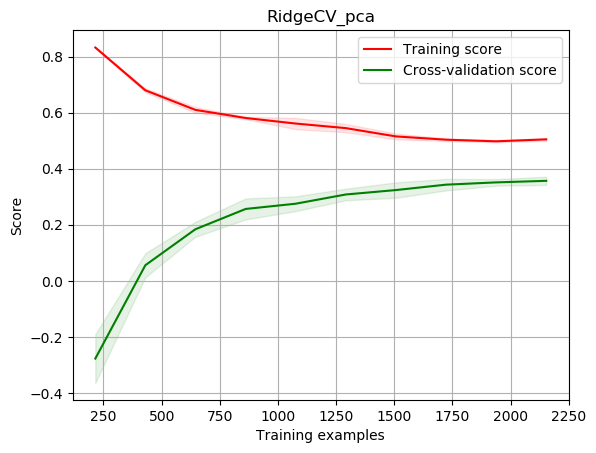 RidgeCV_pca
Training score
Cross-validation score
0.8
0.6
0.4
0.2
0.0
−0.2
−0.4
Score
250 500 750 1000 1250 1500 1750 2000 2250
Training examples